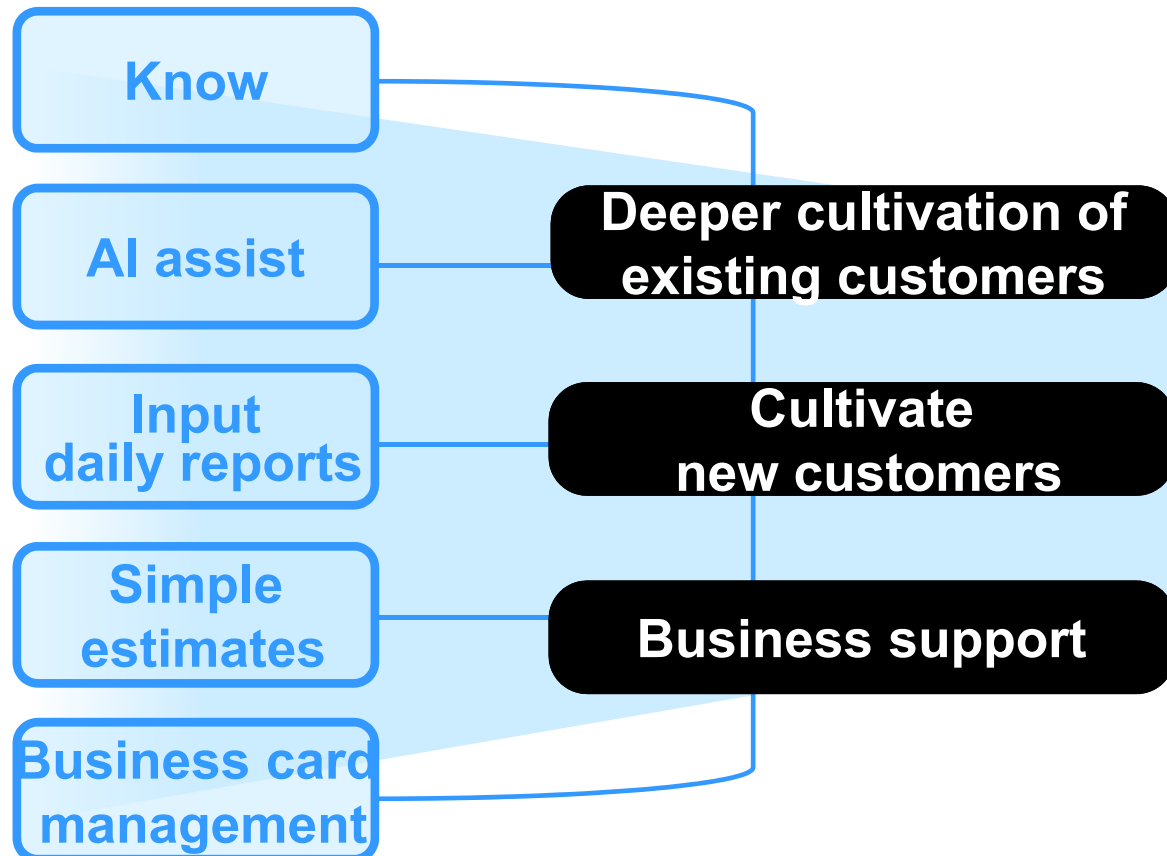 Know
AI assist
Input
daily reports
Simple
estimates
Business card
management
Deeper cultivation of
existing customers
Cultivate
new customers
Business support